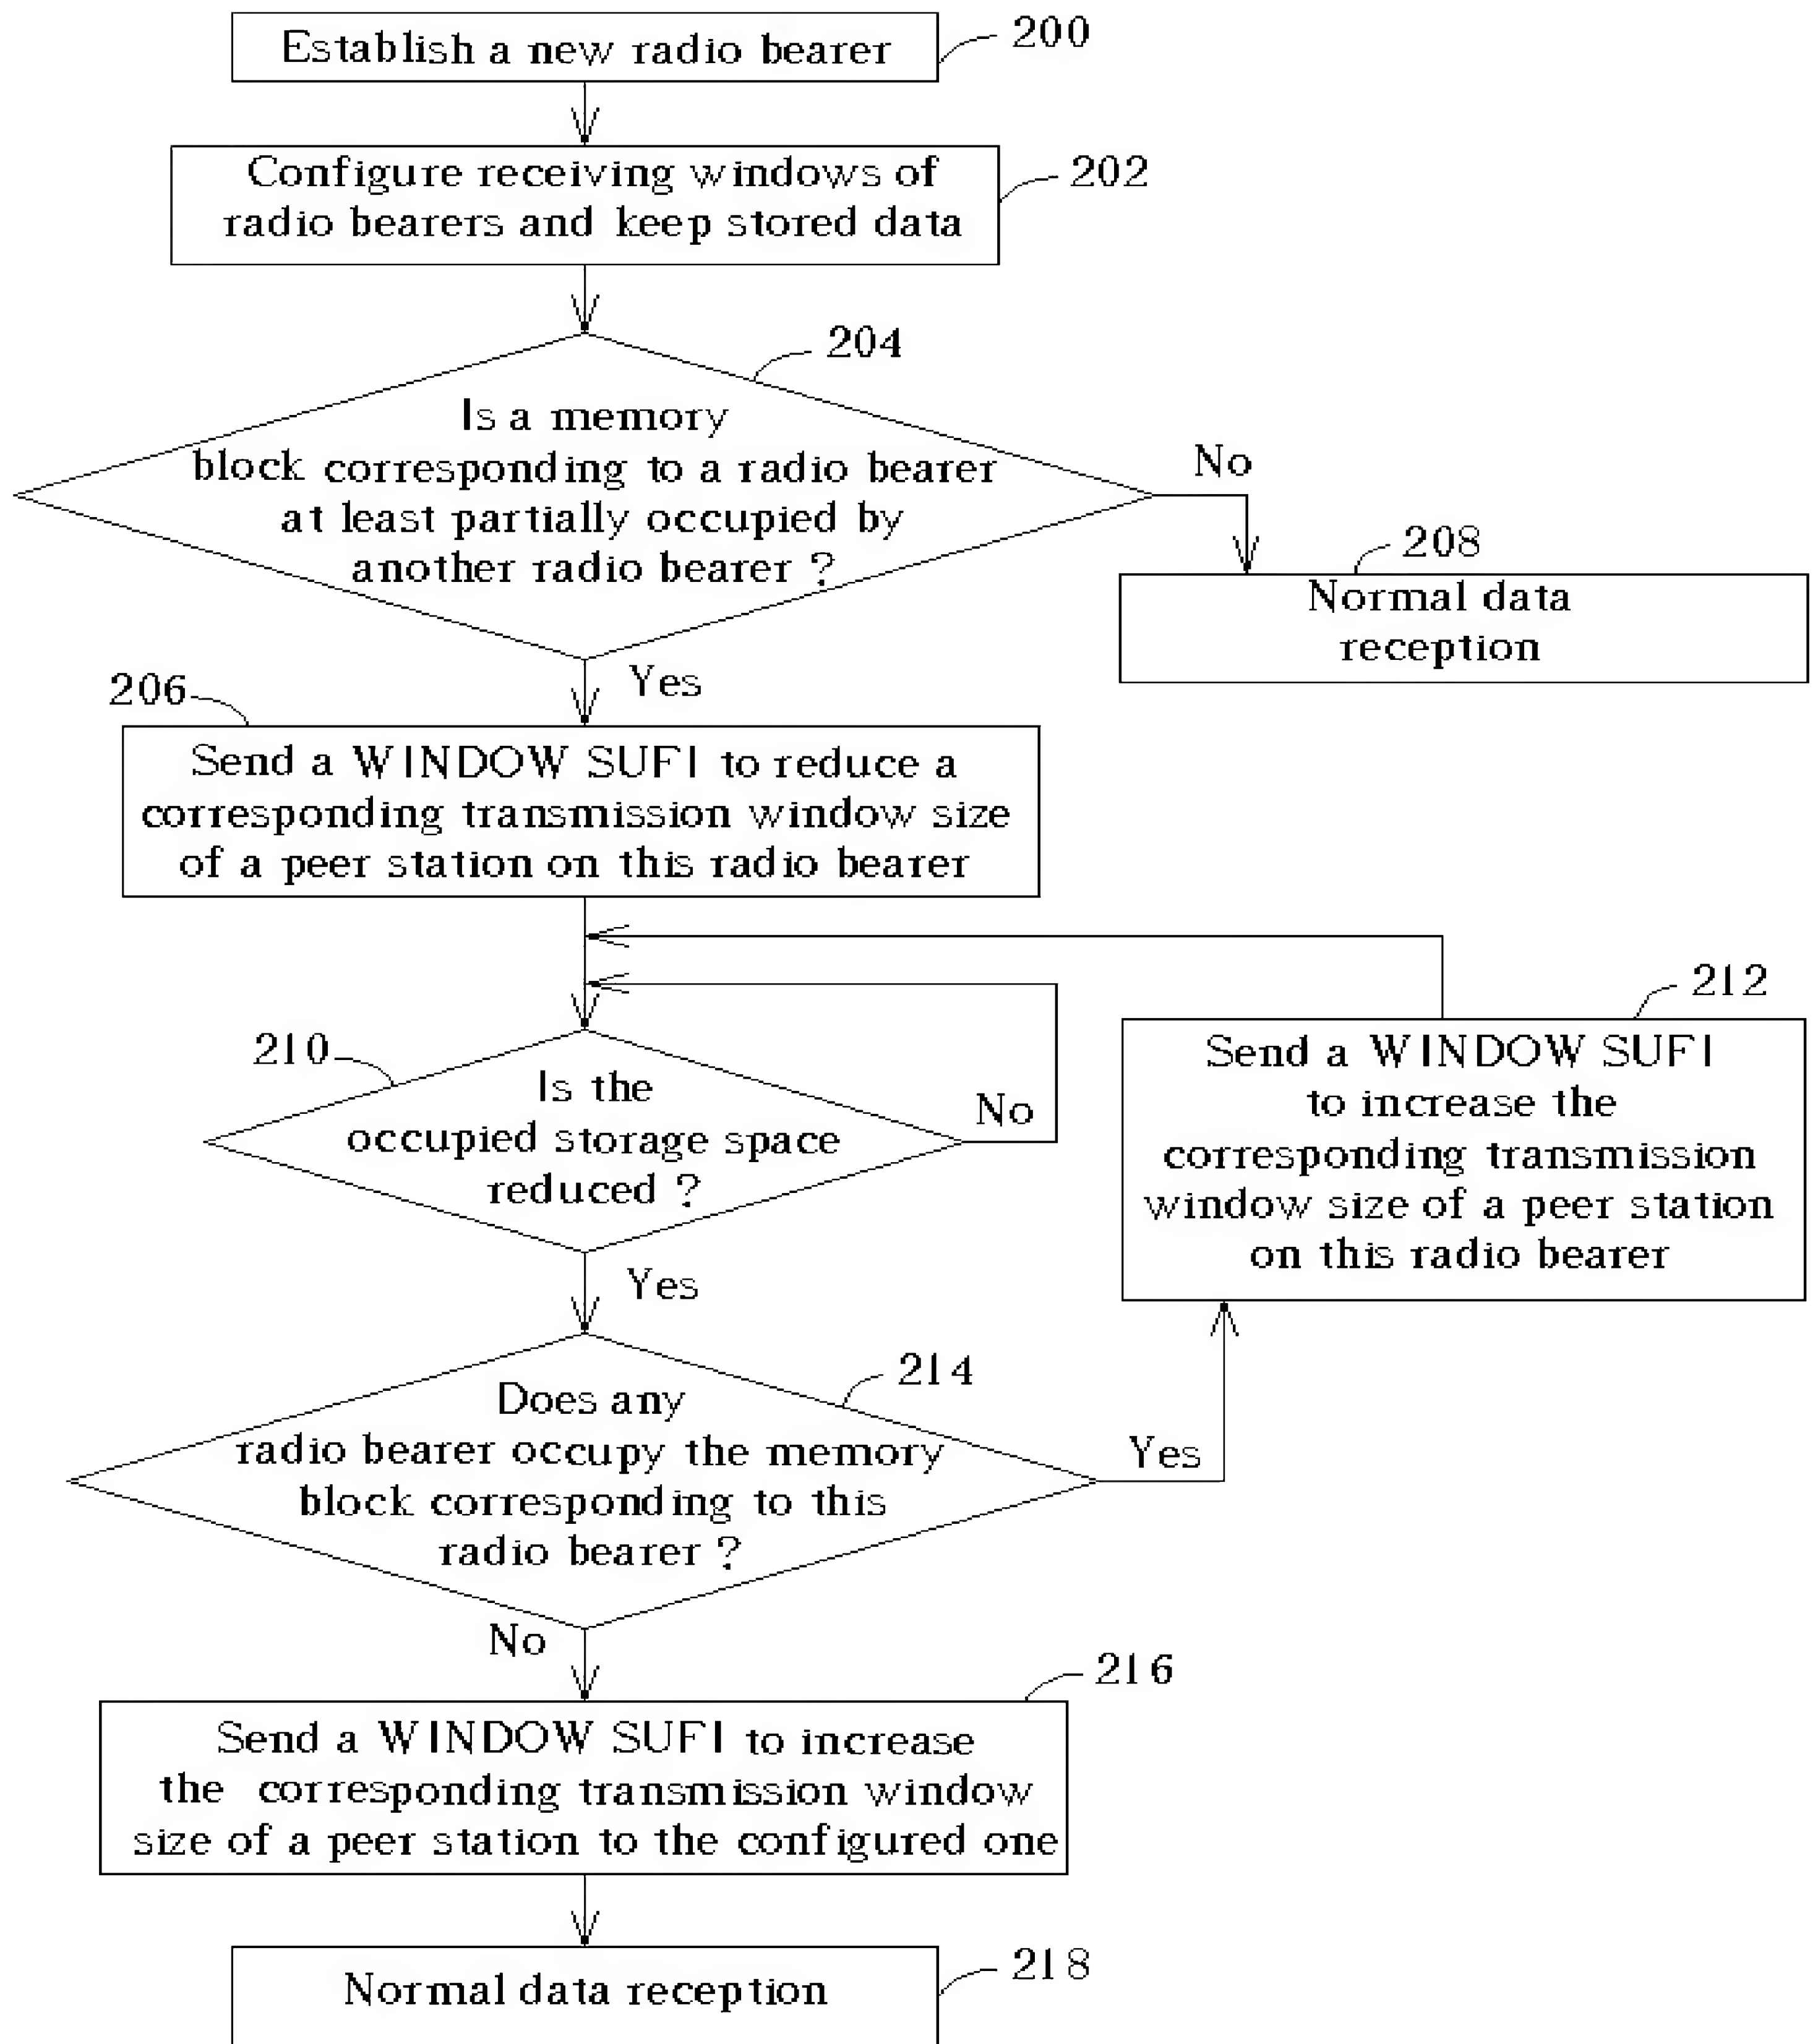 Establish a new radio bearer
200
Configure receiving windows of
radio bearers and keep stored data
202
204
Is a memory
block corresponding to a radio bearer
at least partially occupied by
another radio bearer ?
No
208
Normal data
reception
Yes
206
Send a WINDOW SUFI to reduce a
corresponding transmission window size
of a peer station on this radio bearer
210
Is the
occupied storage space
reduced ?
No
212
Send a WINDOW SUFI
to increase the
corresponding transmission
window size of a peer station
on this radio bearer
Yes
214
Does any
radio bearer occupy the memory
block corresponding to this
radio bearer ?
Yes
No
216
Send a WINDOW SUFI to increase
the corresponding transmission window
size of a peer station to the configured one
Normal data reception
218